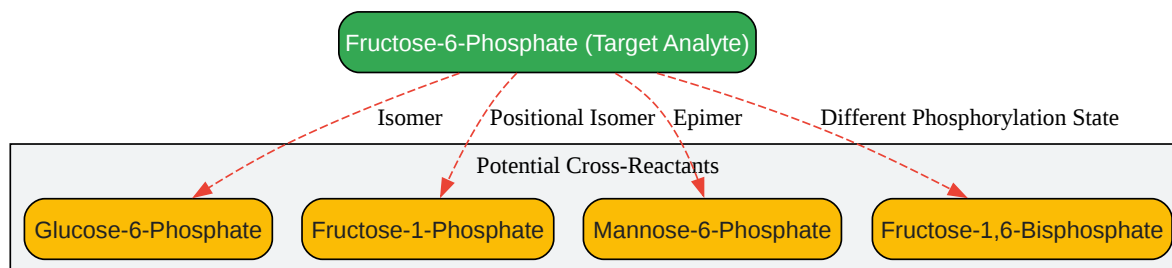 Fructose-6-Phosphate (Target Analyte)
Isomer
Positional Isomer
Epimer
Different Phosphorylation State
Potential Cross-Reactants
Glucose-6-Phosphate
Fructose-1-Phosphate
Mannose-6-Phosphate
Fructose-1,6-Bisphosphate